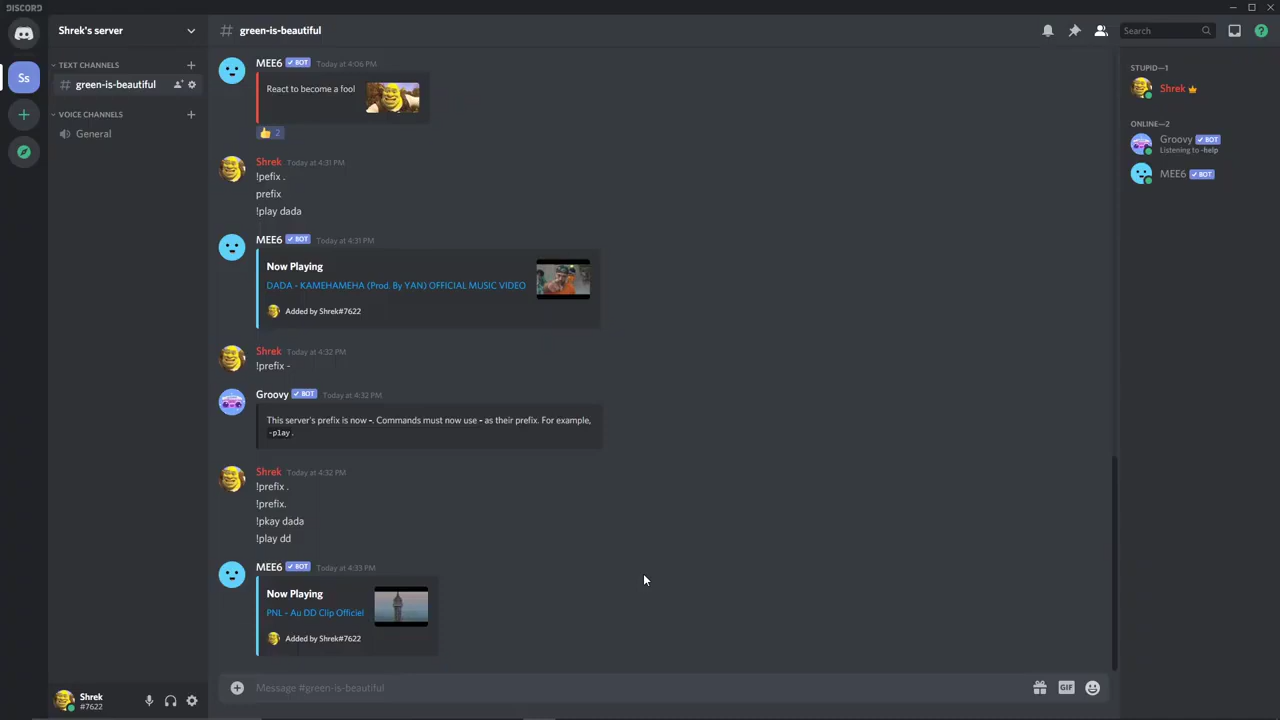 DISCORD
Shrek's server
# green-is-beautiful
Search
Ss
TEXT CHANNELS
# green-is-beautiful
VOICE CHANNELS
General
MEE6 BOT Today at 4:06 PM
React to become a fool
2
Shrek Today at 4:31 PM
!pefix .
prefix
!play dada
MEE6 BOT Today at 4:31 PM
Now Playing
DADA - KAMEHAMEHA (Prod. By YAN) OFFICIAL MUSIC VIDEO
Added by Shrek#7622
Shrek Today at 4:32 PM
!prefix -
Groovy BOT Today at 4:32 PM
This server's prefix is now -. Commands must now use - as their prefix. For example,
-play.
Shrek Today at 4:32 PM
!prefix .
!prefix.
!pkay dada
!play dd
MEE6 BOT Today at 4:33 PM
Now Playing
PNL - Au DD Clip Officiel
Added by Shrek#7622
Message #green-is-beautiful
GIF
Shrek
#7622
STUPID—1
Shrek
ONLINE—2
Groovy BOT
Listening to -help
MEE6 BOT